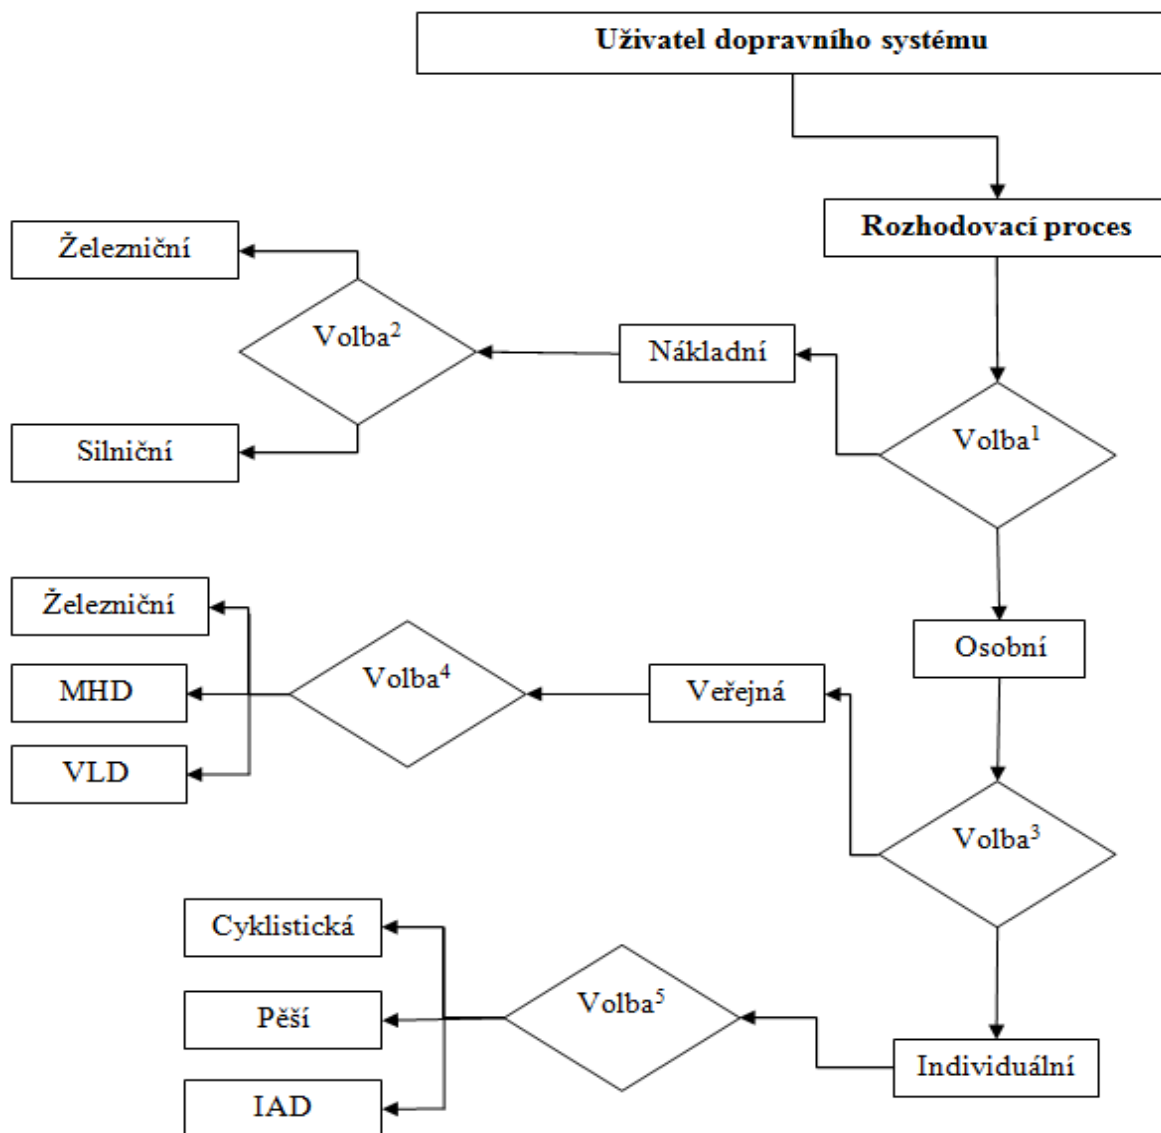 Uživatel dopravního systému
Rozhodovací proces
Železniční
Volba²
Nákladní
Silniční
Volba¹
Železniční
Osobní
MHD
Volba⁴
Veřejná
VLD
Volba³
Cyklistická
Pěší
Volba⁵
Individuální
IAD